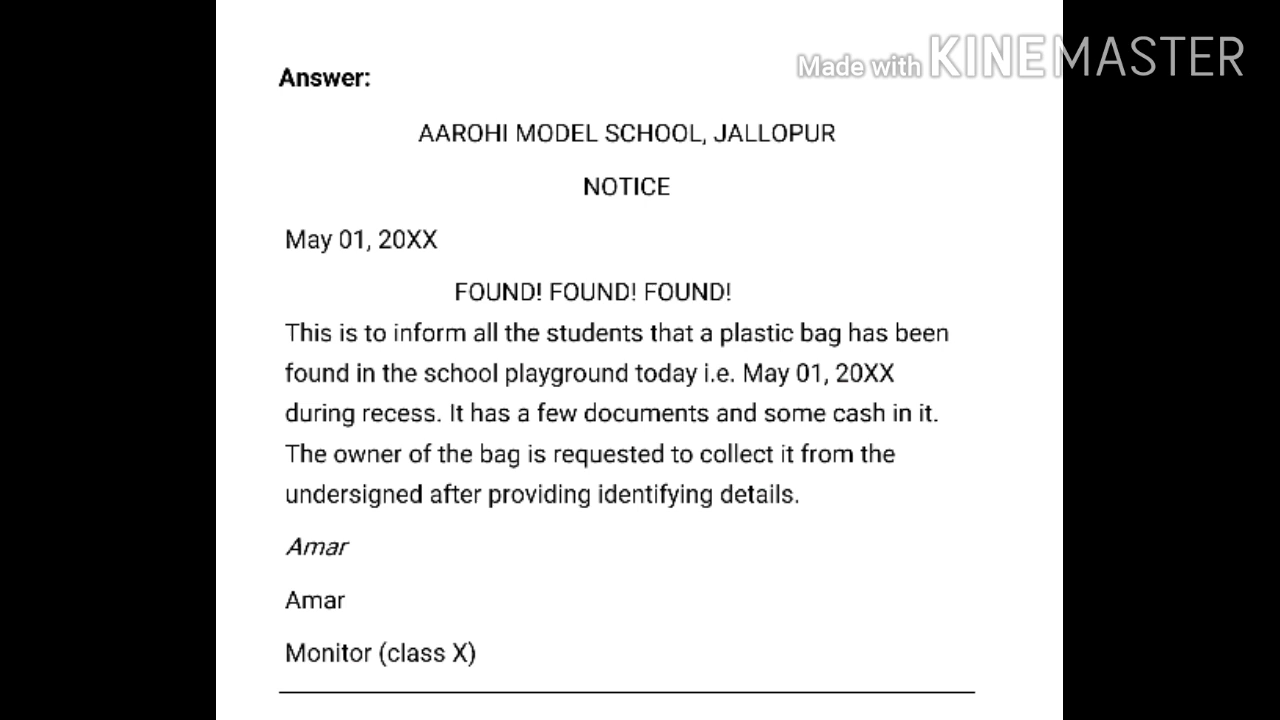 Made with KINEMASTER
Answer:
AAROHI MODEL SCHOOL, JALLOPUR
NOTICE
May 01, 20XX
FOUND! FOUND! FOUND!
This is to inform all the students that a plastic bag has been
found in the school playground today i.e. May 01, 20XX
during recess. It has a few documents and some cash in it.
The owner of the bag is requested to collect it from the
undersigned after providing identifying details.
Amar
Amar
Monitor (class X)